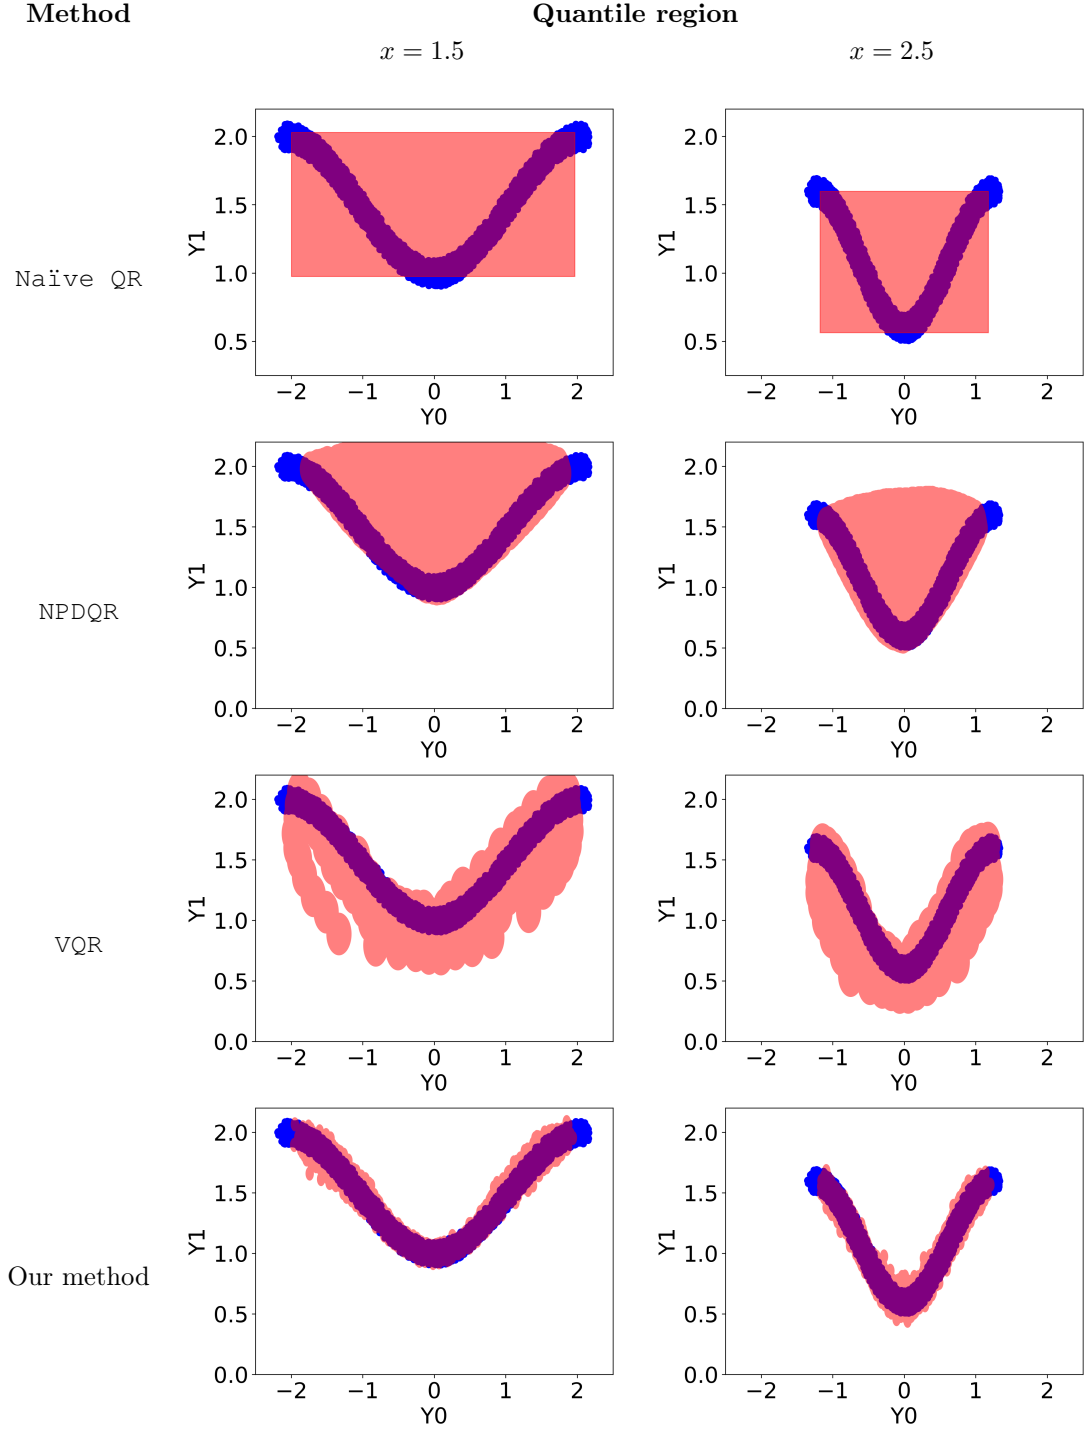 Method Quantile region
x = 1.5 x = 2.5
Naïve QR
Y1 2.0 1.5 1.0 0.5
−2 −1 0 1 2
Y0
Y1 2.0 1.5 1.0 0.5
−2 −1 0 1 2
Y0
NPDQR
Y1 2.0 1.5 1.0 0.5 0.0
−2 −1 0 1 2
Y0
Y1 2.0 1.5 1.0 0.5 0.0
−2 −1 0 1 2
Y0
VQR
Y1 2.0 1.5 1.0 0.5 0.0
−2 −1 0 1 2
Y0
Y1 2.0 1.5 1.0 0.5 0.0
−2 −1 0 1 2
Y0
Our method
Y1 2.0 1.5 1.0 0.5 0.0
−2 −1 0 1 2
Y0
Y1 2.0 1.5 1.0 0.5 0.0
−2 −1 0 1 2
Y0